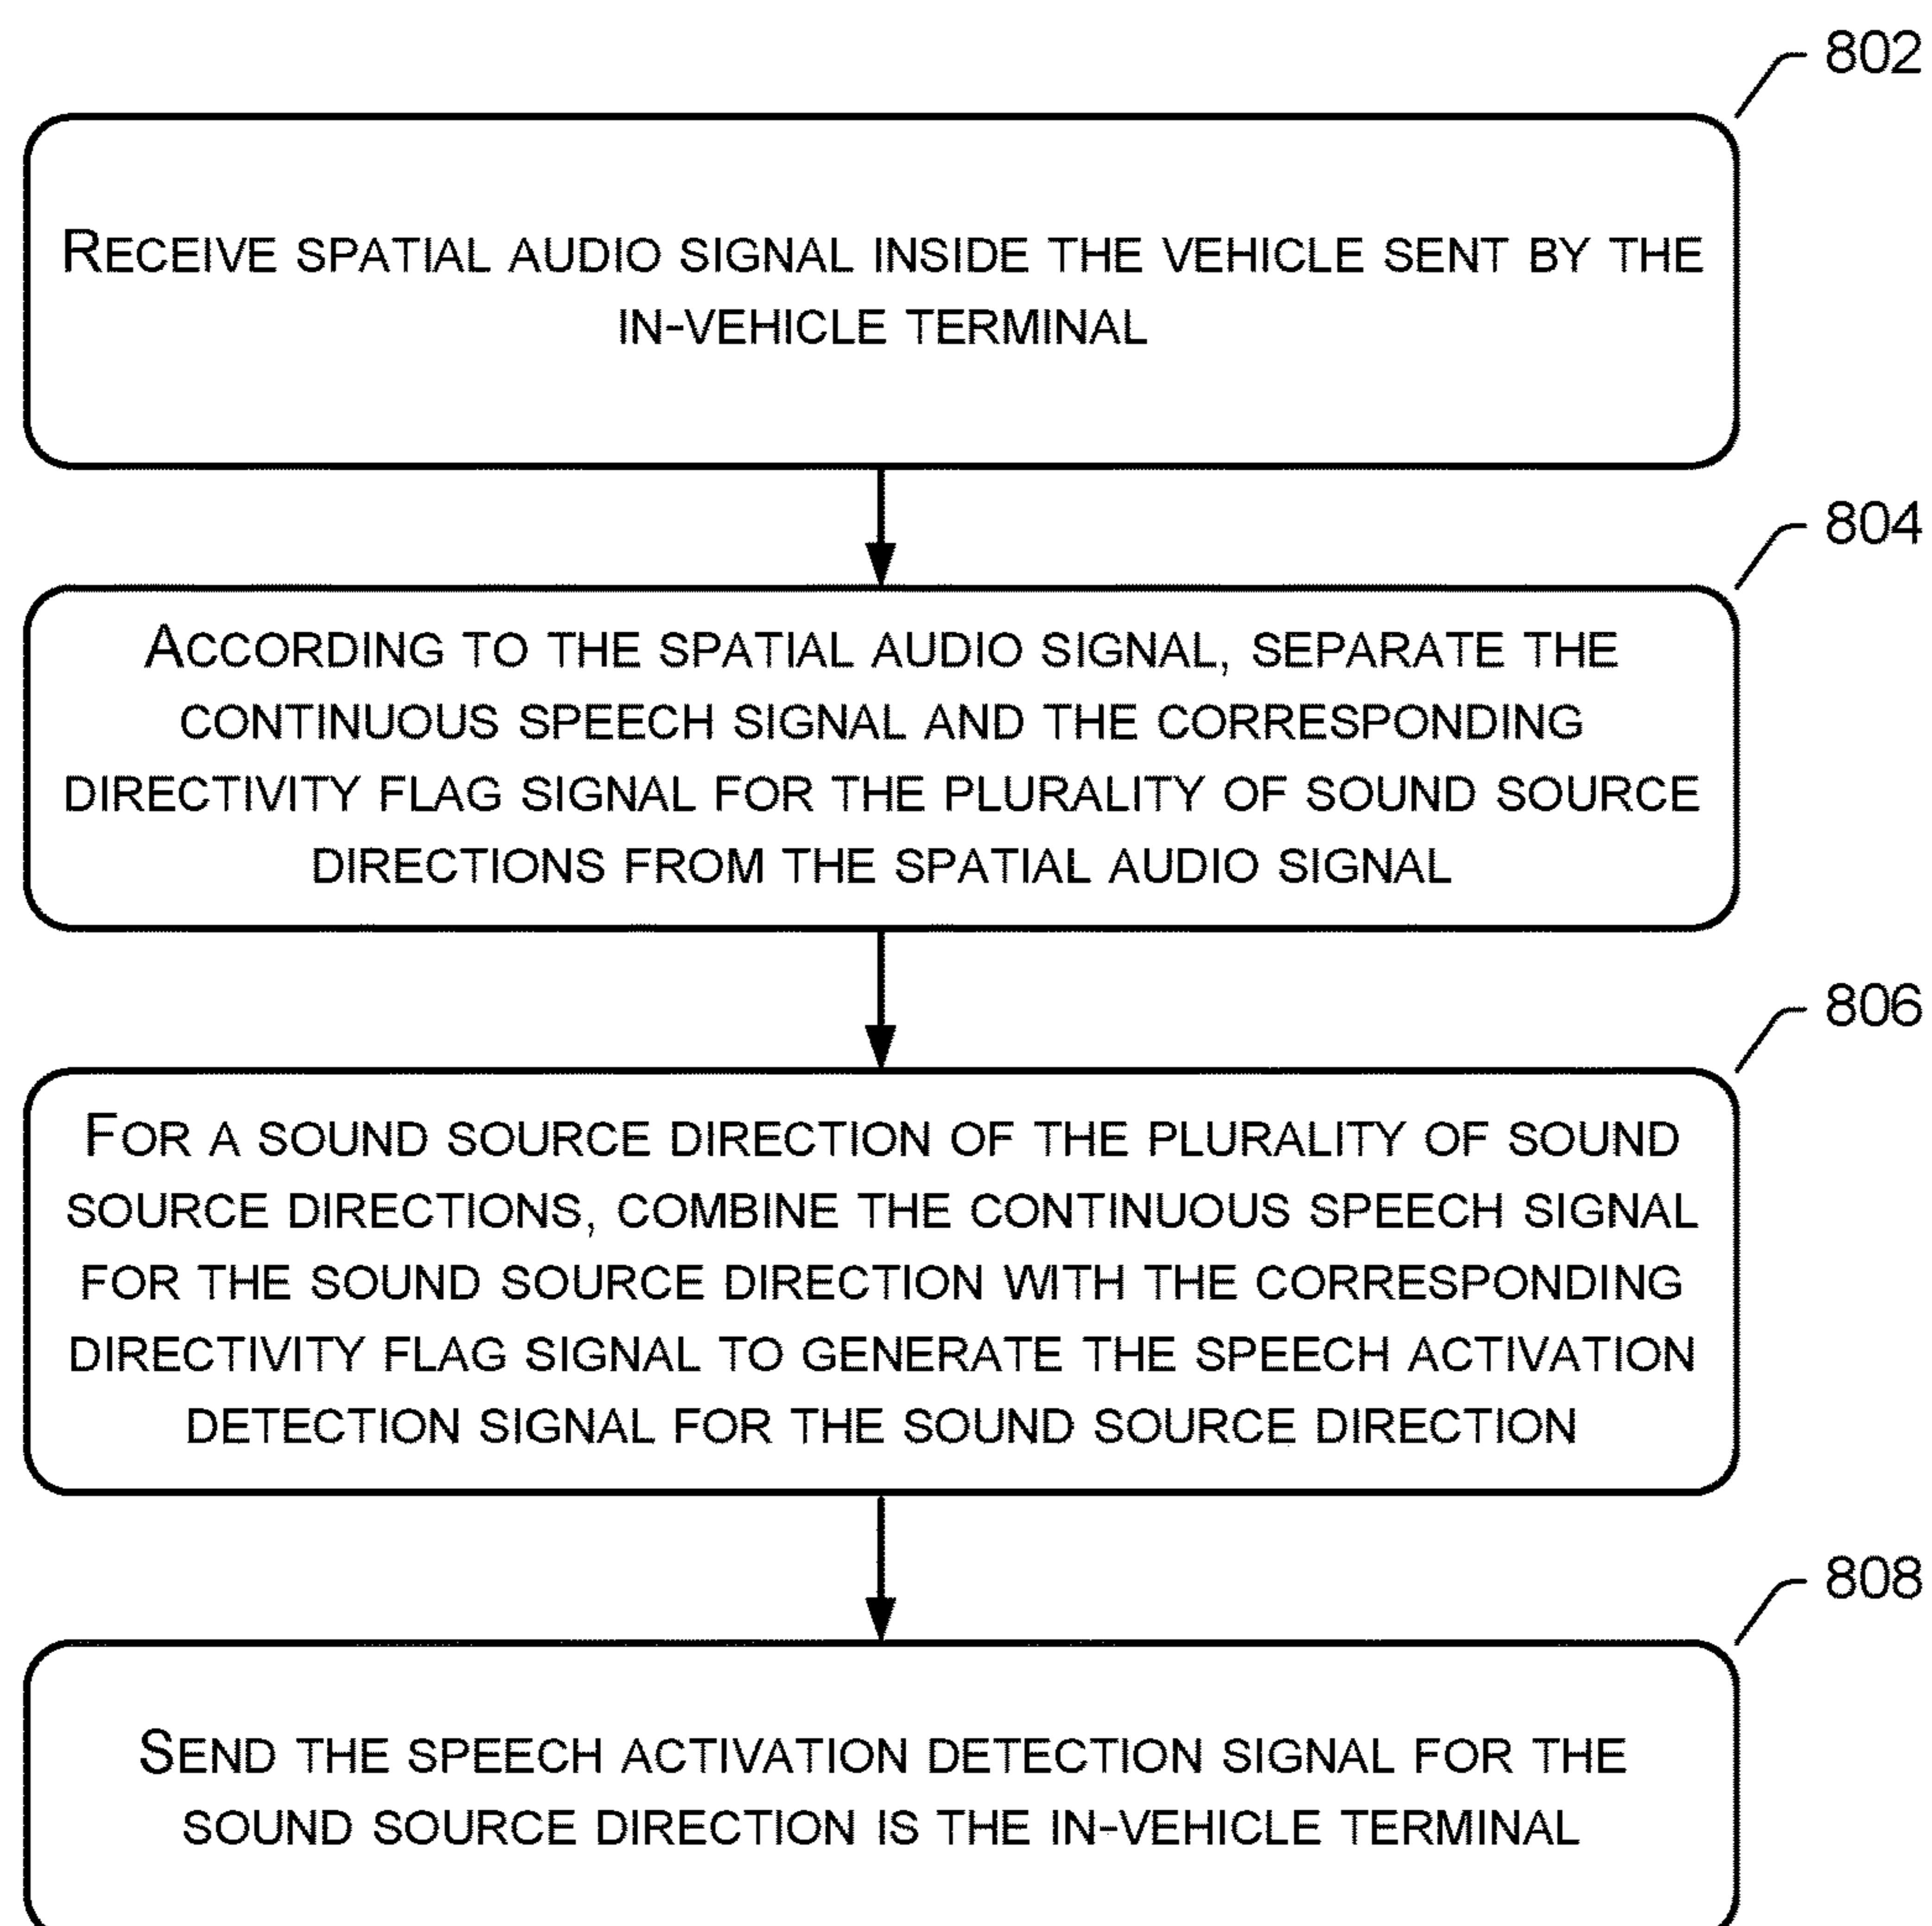 802
RECEIVE SPATIAL AUDIO SIGNAL INSIDE THE VEHICLE SENT BY THE
IN-VEHICLE TERMINAL
804
ACCORDING TO THE SPATIAL AUDIO SIGNAL, SEPARATE THE
CONTINUOUS SPEECH SIGNAL AND THE CORRESPONDING
DIRECTIVITY FLAG SIGNAL FOR THE PLURALITY OF SOUND SOURCE
DIRECTIONS FROM THE SPATIAL AUDIO SIGNAL
806
FOR A SOUND SOURCE DIRECTION OF THE PLURALITY OF SOUND
SOURCE DIRECTIONS, COMBINE THE CONTINUOUS SPEECH SIGNAL
FOR THE SOUND SOURCE DIRECTION WITH THE CORRESPONDING
DIRECTIVITY FLAG SIGNAL TO GENERATE THE SPEECH ACTIVATION
DETECTION SIGNAL FOR THE SOUND SOURCE DIRECTION
808
SEND THE SPEECH ACTIVATION DETECTION SIGNAL FOR THE
SOUND SOURCE DIRECTION IS THE IN-VEHICLE TERMINAL